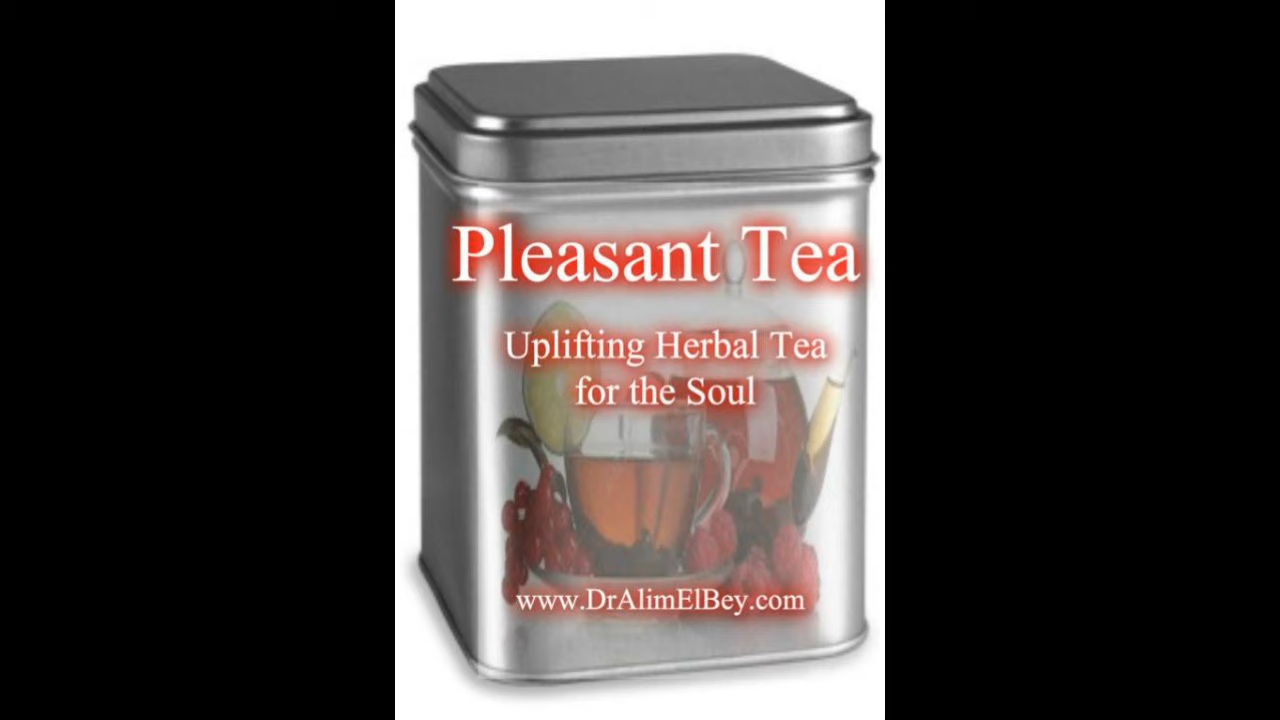 Pleasant Tea
Uplifting Herbal Tea
for the Soul
www.DrAlimElBey.com